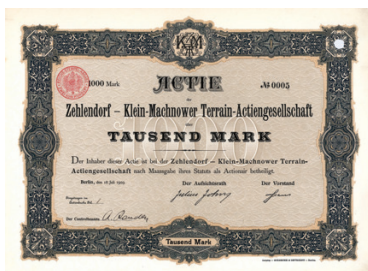 1000 Mark
ACTIE
№ 0005
der
Zehlendorf – Klein-Machnower Terrain-Actiengesellschaft
über
TAUSEND MARK
1000
Der Inhaber dieser Actie ist bei der Zehlendorf – Klein-Machnower Terrain-
Actiengesellschaft nach Maassgabe ihres Statuts als Actionair betheiligt.
Berlin, den
Der Aufsichtsrath
Der Vorstand
Der Controlbeamte
Tausend Mark